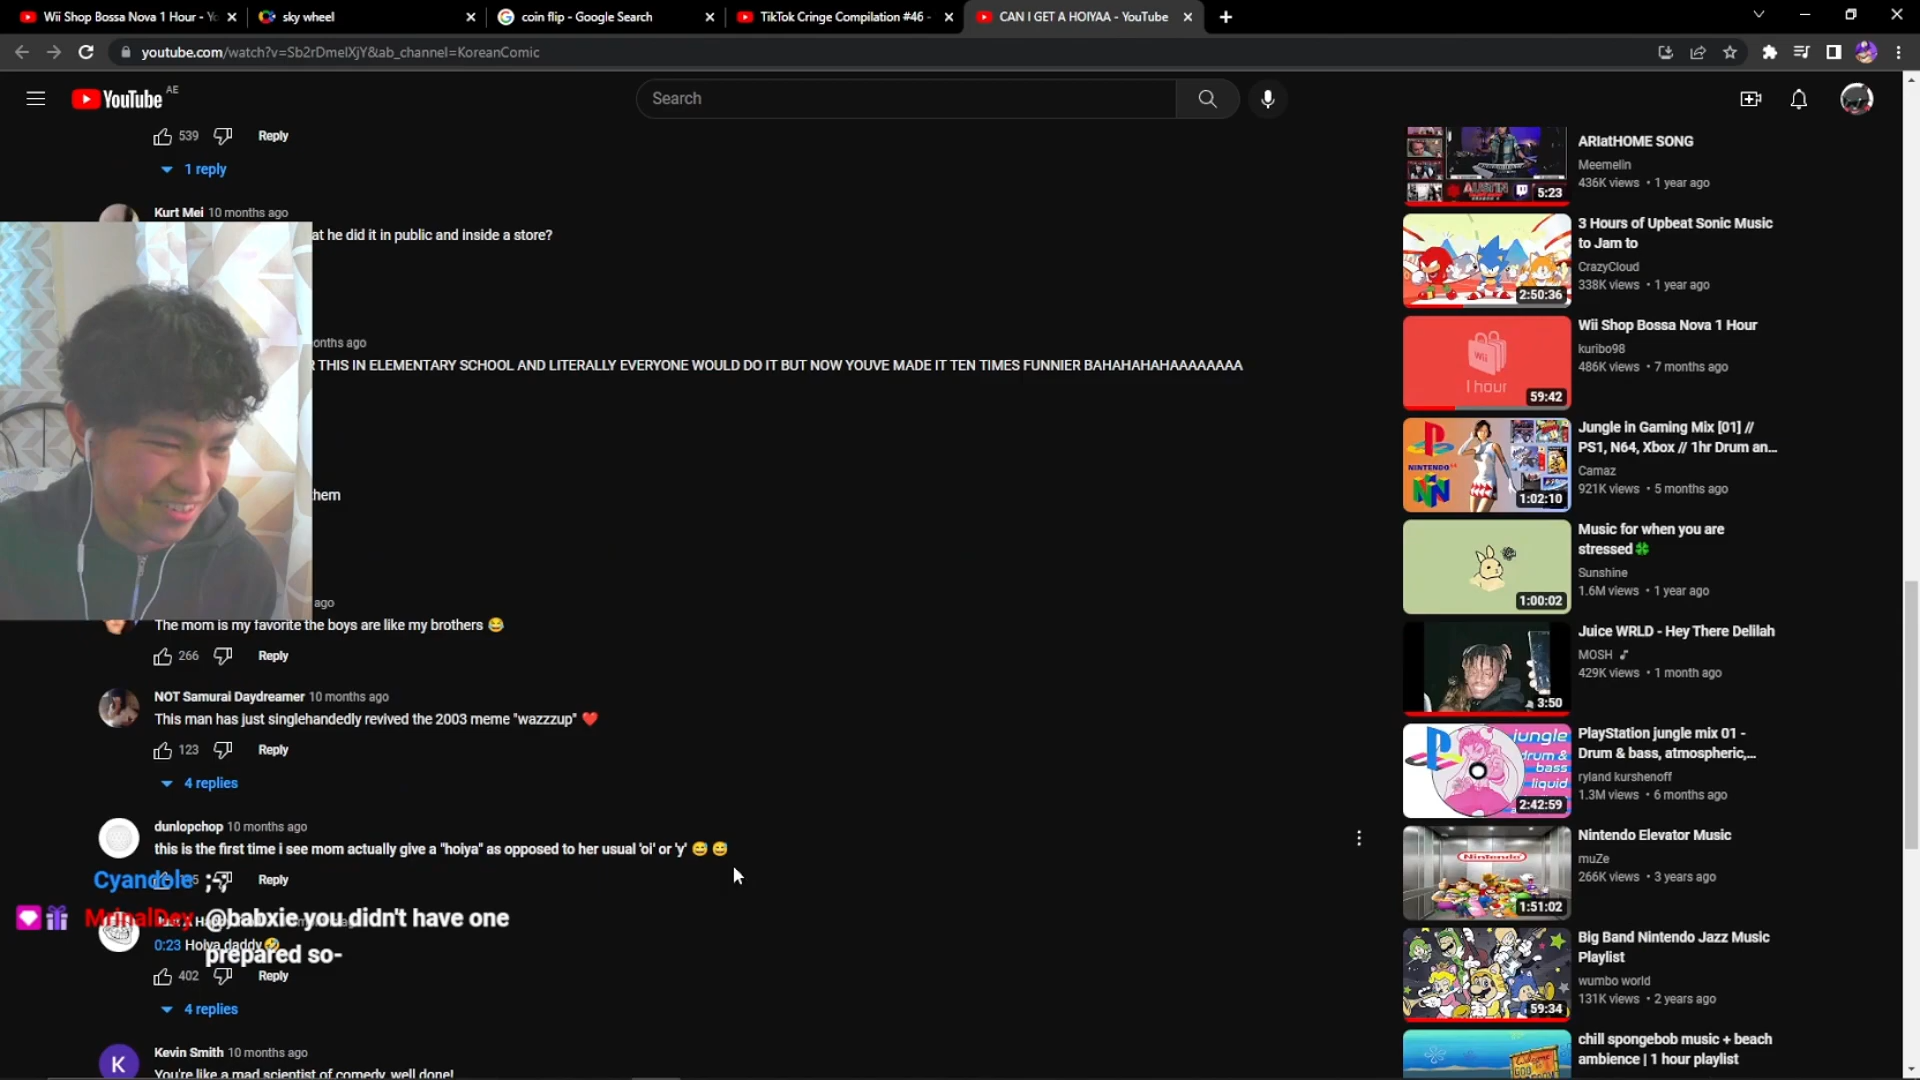 Wii Shop Bossa Nova 1 Hour - Yo
sky wheel
coin flip - Google Search
TikTok Cringe Compilation #46 -
CAN I GET A HOIYAA - YouTube
youtube.com/watch?v=Sb2rDmelXjY&ab_channel=KoreanComic
YouTube AE
Search
539 Reply
1 reply
Kurt Mei 10 months ago
at he did it in public and inside a store?
onths ago
R THIS IN ELEMENTARY SCHOOL AND LITERALLY EVERYONE WOULD DO IT BUT NOW YOUVE MADE IT TEN TIMES FUNNIER BAHAHAHAHAAAAAAAA
hem
ago
The mom is my favorite the boys are like my brothers 😂
266 Reply
NOT Samurai Daydreamer 10 months ago
This man has just singlehandedly revived the 2003 meme "wazzzup" ❤️
123 Reply
4 replies
dunlopchop 10 months ago
this is the first time i see mom actually give a "hoiya" as opposed to her usual 'oi' or 'y' 😅 😅
Reply
Cyandole ;-;
MrinalDey @babxie you didn't have one
prepared so-
0:23 Hoiya daddy🤣
402 Reply
4 replies
Kevin Smith 10 months ago
You're like a mad scientist of comedy, well done!
K
ARIatHOME SONG
Meemelin
436K views • 1 year ago
AUSTIN
5:23
3 Hours of Upbeat Sonic Music
to Jam to
CrazyCloud
338K views • 1 year ago
2:50:36
Wii Shop Bossa Nova 1 Hour
kuribo98
486K views • 7 months ago
Wii
1 hour
59:42
Jungle in Gaming Mix [01] //
PS1, N64, Xbox // 1hr Drum an...
Camaz
921K views • 5 months ago
NINTENDO64
1:02:10
Music for when you are
stressed🍀
Sunshine
1.6M views • 1 year ago
1:00:02
Juice WRLD - Hey There Delilah
MOSH
429K views • 1 month ago
3:50
PlayStation jungle mix 01 -
Drum & bass, atmospheric,...
ryland kurshenoff
1.3M views • 6 months ago
jungle
drum &
bass
liquid
2:42:59
Nintendo Elevator Music
muZe
266K views • 3 years ago
Nintendo
1:51:02
Big Band Nintendo Jazz Music
Playlist
wumbo world
131K views • 2 years ago
59:34
chill spongebob music + beach
ambience | 1 hour playlist